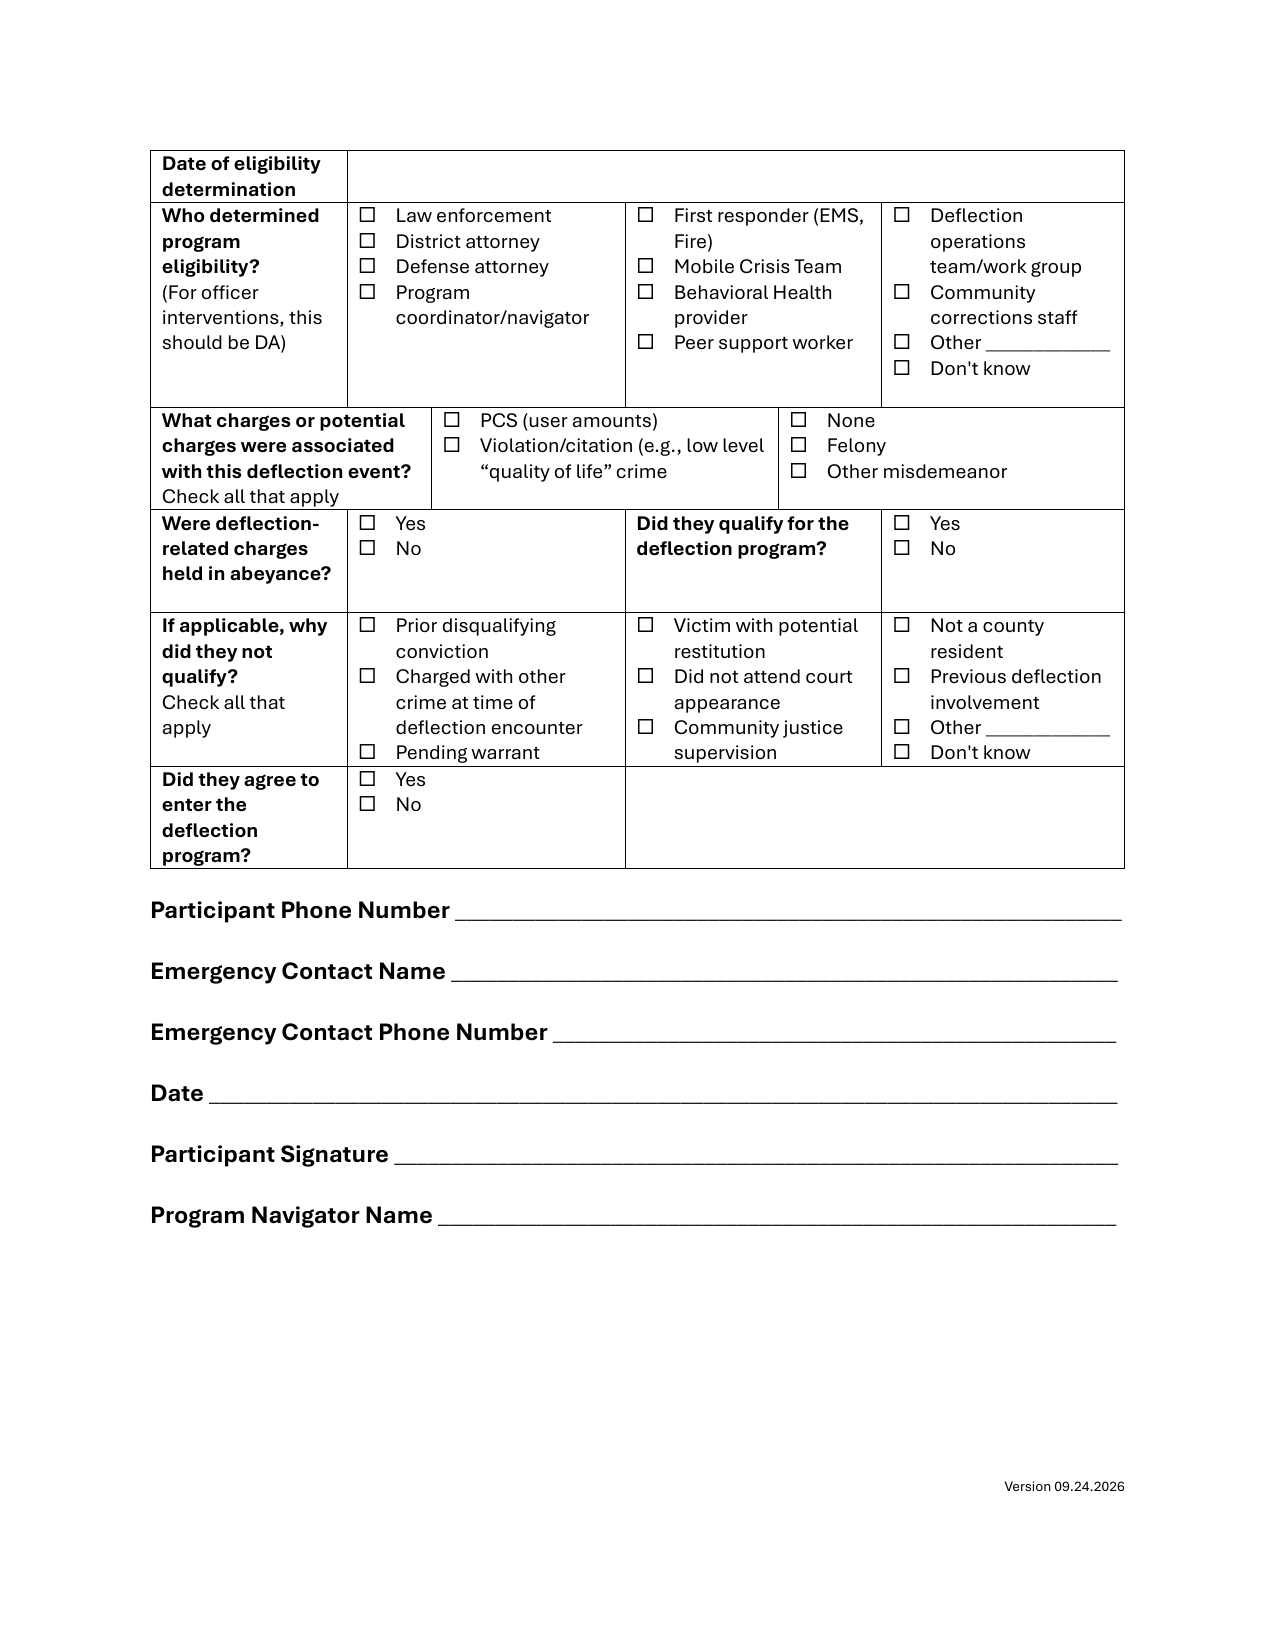 Date of eligibility
determination
Who determined
program
eligibility?
(For officer
interventions, this
should be DA)
☐ Law enforcement
☐ District attorney
☐ Defense attorney
☐ Program
coordinator/navigator
☐ First responder (EMS,
Fire)
☐ Mobile Crisis Team
☐ Behavioral Health
provider
☐ Peer support worker
☐ Deflection
operations
team/work group
☐ Community
corrections staff
☐ Other ____________
☐ Don't know
What charges or potential
charges were associated
with this deflection event?
Check all that apply
☐ PCS (user amounts)
☐ Violation/citation (e.g., low level
“quality of life” crime
☐ None
☐ Felony
☐ Other misdemeanor
Were deflection-
related charges
held in abeyance?
☐ Yes
☐ No
Did they qualify for the
deflection program?
☐ Yes
☐ No
If applicable, why
did they not
qualify?
Check all that
apply
☐ Prior disqualifying
conviction
☐ Charged with other
crime at time of
deflection encounter
☐ Pending warrant
☐ Victim with potential
restitution
☐ Did not attend court
appearance
☐ Community justice
supervision
☐ Not a county
resident
☐ Previous deflection
involvement
☐ Other ____________
☐ Don't know
Did they agree to
enter the
deflection
program?
☐ Yes
☐ No
Participant Phone Number ____________
Emergency Contact Name ____________
Emergency Contact Phone Number ____________
Date ____________
Participant Signature ____________
Program Navigator Name ____________
Version 09.24.2026